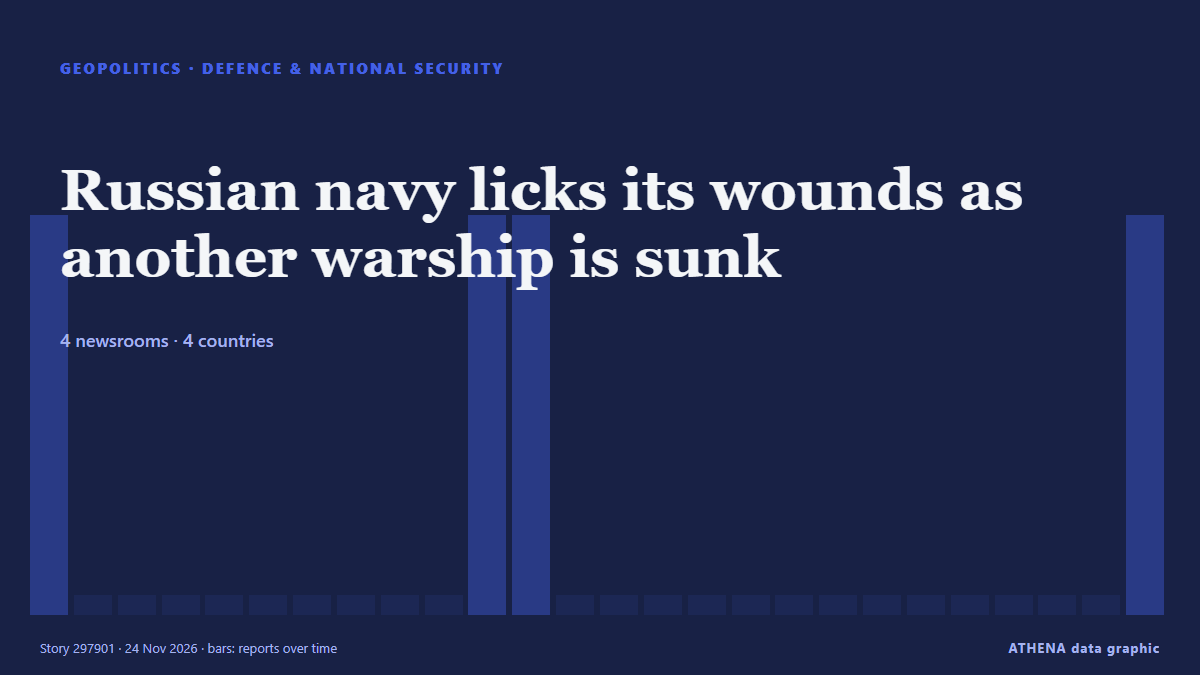 GEOPOLITICS · DEFENCE & NATIONAL SECURITY
Russian navy licks its wounds as
another warship is sunk
4 newsrooms · 4 countries
Story 297901 · 24 Nov 2026 · bars: reports over time
ATHENA data graphic